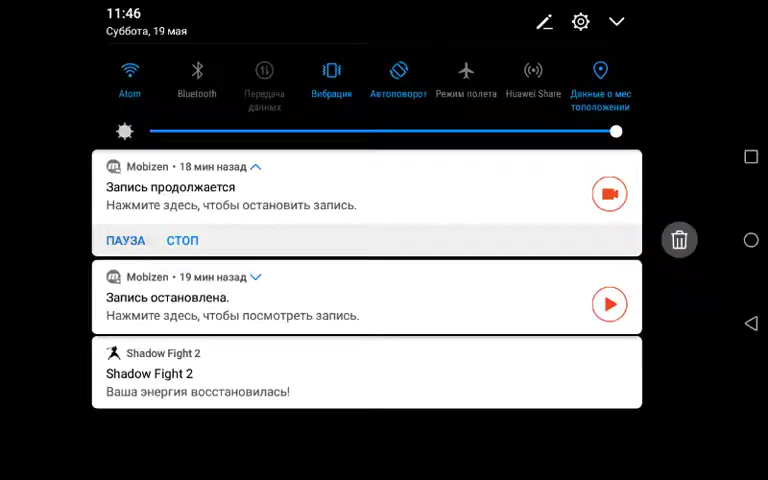 11:46
Суббота, 19 мая
Atom
Bluetooth
Передача данных
Вибрация
Автоповорот
Режим полета
Huawei Share
Данные о мес
тоположении
Mobizen • 18 мин назад
Запись продолжается
Нажмите здесь, чтобы остановить запись.
ПАУЗА СТОП
Mobizen • 19 мин назад
Запись остановлена.
Нажмите здесь, чтобы посмотреть запись.
Shadow Fight 2
Shadow Fight 2
Ваша энергия восстановилась!